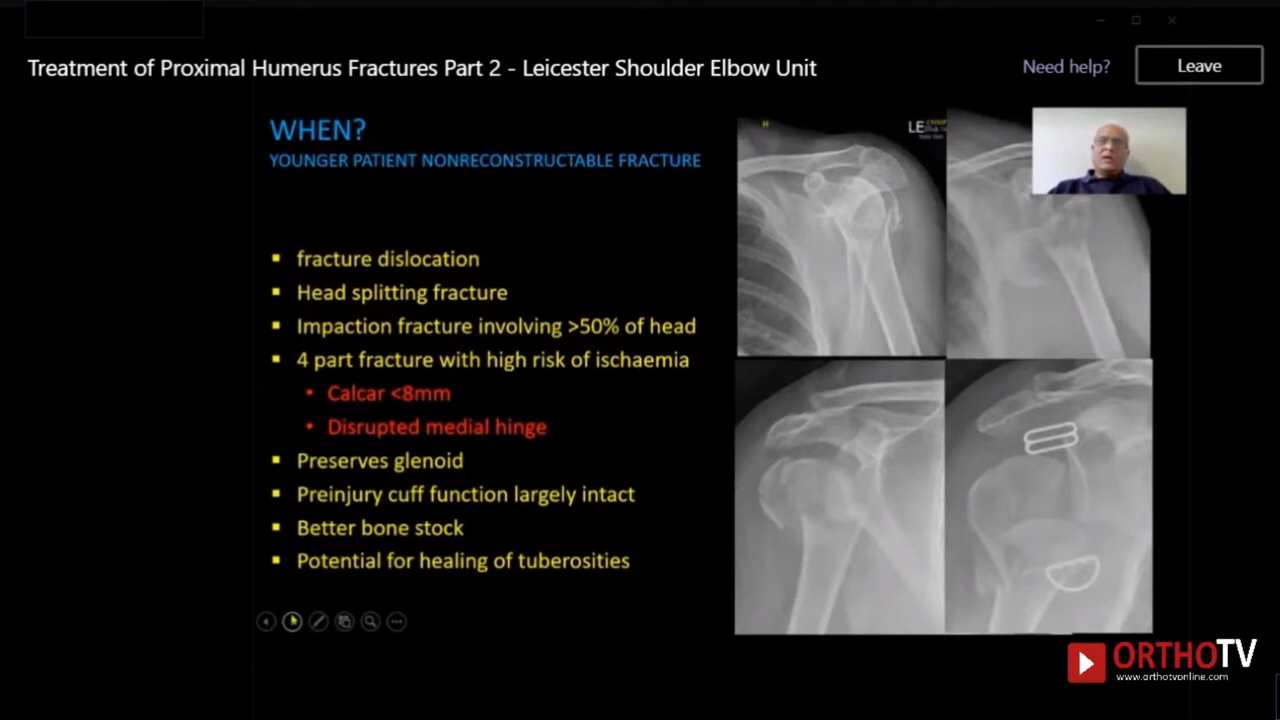 Treatment of Proximal Humerus Fractures Part 2 - Leicester Shoulder Elbow Unit
Need help?
Leave
WHEN?
YOUNGER PATIENT NONRECONSTRUCTABLE FRACTURE
▪ fracture dislocation
▪ Head splitting fracture
▪ Impaction fracture involving >50% of head
▪ 4 part fracture with high risk of ischaemia
• Calcar <8mm
• Disrupted medial hinge
▪ Preserves glenoid
▪ Preinjury cuff function largely intact
▪ Better bone stock
▪ Potential for healing of tuberosities
LE
ORTHOTV
www.orthotvonline.com